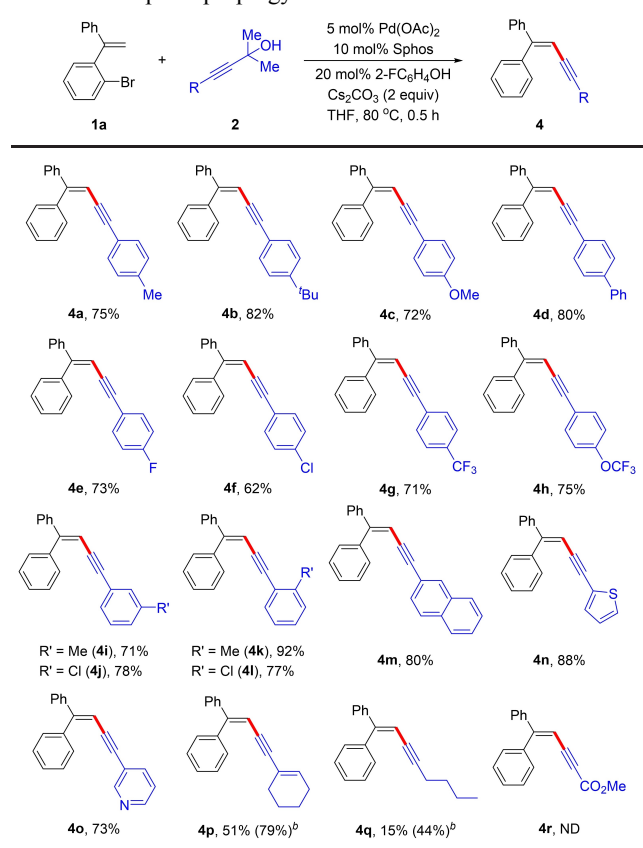 Ph
Br
1a
+
R
Me
OH
Me
2
5 mol% Pd(OAc)2
10 mol% Sphos
20 mol% 2-FC6H4OH
Cs2CO3 (2 equiv)
THF, 80 °C, 0.5 h
Ph
R
4
Ph Ph Ph Ph
Me tBu OMe Ph
4a, 75% 4b, 82% 4c, 72% 4d, 80%
Ph Ph Ph Ph
F Cl CF3 OCF3
4e, 73% 4f, 62% 4g, 71% 4h, 75%
Ph Ph Ph Ph
R' R' S
R' = Me (4i), 71% R' = Me (4k), 92%
R' = Cl (4j), 78% R' = Cl (4l), 77%
4m, 80% 4n, 88%
Ph Ph Ph Ph
N CO2Me
4o, 73% 4p, 51% (79%)b 4q, 15% (44%)b 4r, ND